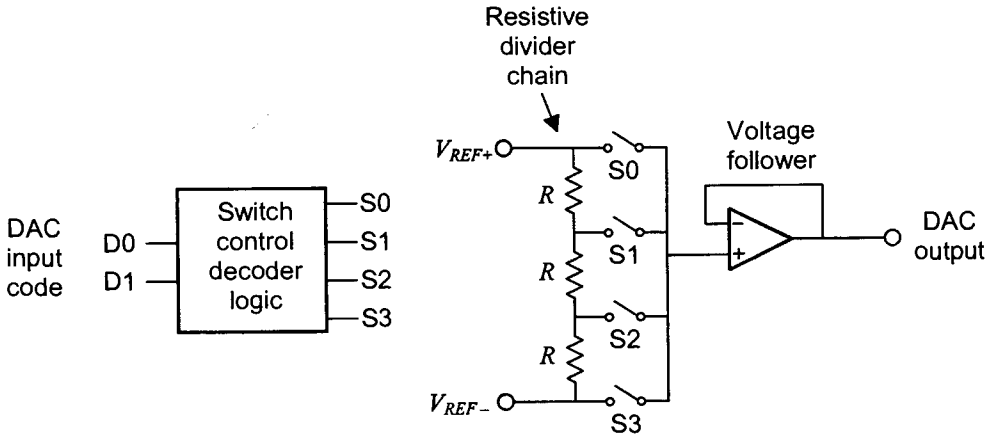 Resistive
divider
chain
V_REF+
S0
R
S1
R
S2
R
V_REF−
S3
Voltage
follower
−
+
DAC
output
DAC
input
code
D0
D1
Switch
control
decoder
logic
S0
S1
S2
S3